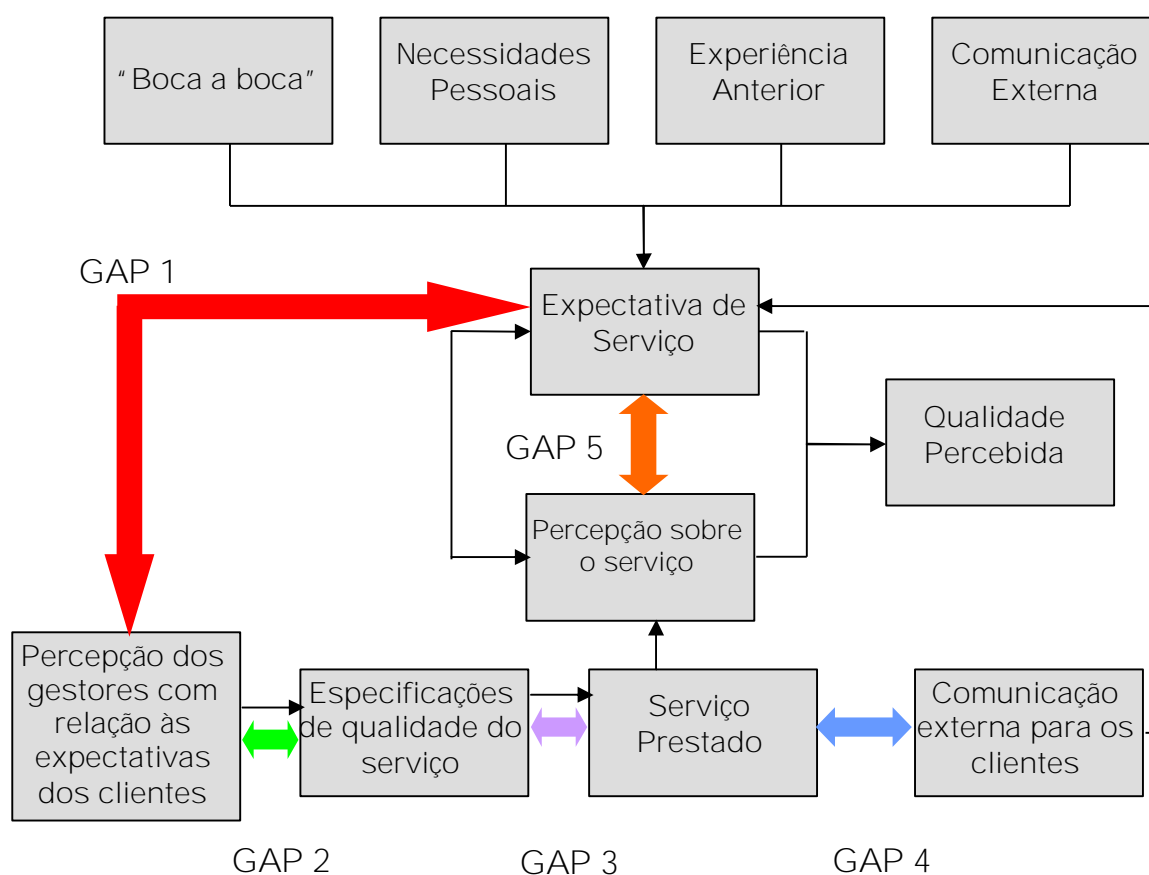 “Boca a boca”
Necessidades
Pessoais
Experiência
Anterior
Comunicação
Externa
GAP 1
Expectativa de
Serviço
GAP 5
Qualidade
Percebida
Percepção sobre
o serviço
Percepção dos
gestores com
relação às
expectativas
dos clientes
Especificações
de qualidade do
serviço
Serviço
Prestado
Comunicação
externa para os
clientes
GAP 2
GAP 3
GAP 4